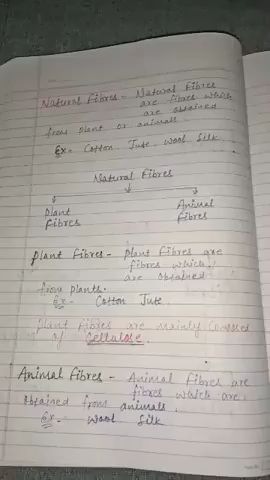 Natural Fibres - Natural Fibres
are fibres which
are obtained
from plant or animals
Ex - Cotton Jute, Wool Silk
Natural Fibres
Plant Animal
Fibres Fibres
Plant Fibres - Plant Fibres are
fibres which
are obtained
from plants.
Ex - Cotton Jute.
Plant Fibres are mainly
of Cellulose.
Animal Fibres - Animal Fibres are
fibres which are
obtained from animals.
Ex - Wool Silk